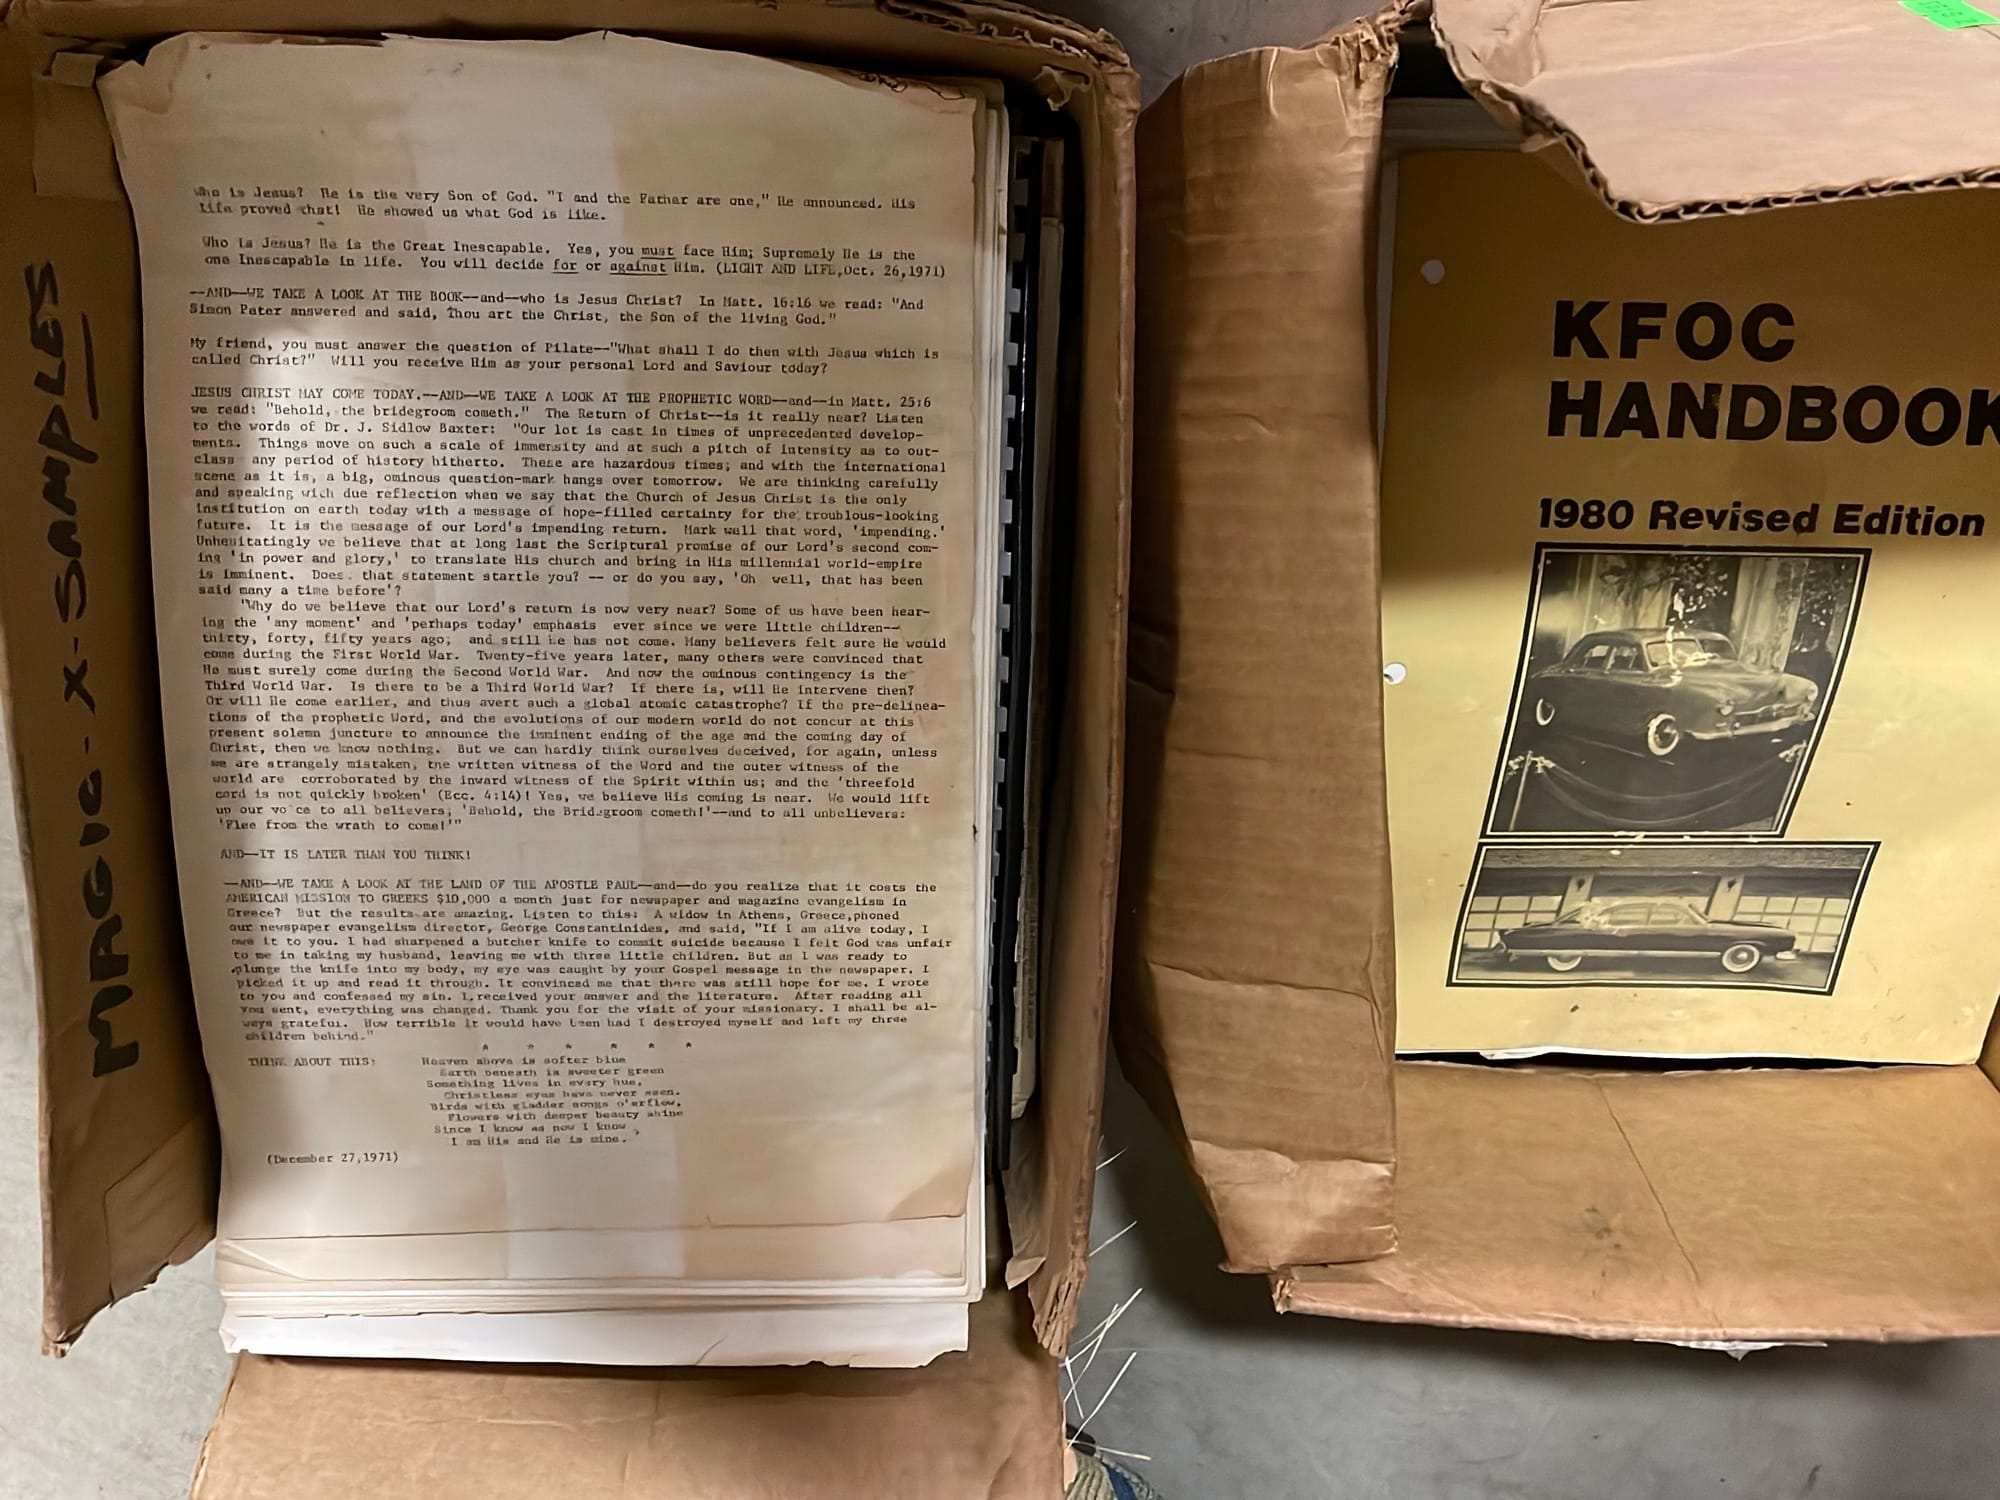 MAGIC-X-SAMPLES
Who is Jesus?  He is the very Son of God. "I and the Father are one," He announced. His
life proved that!  He showed us what God is like.
Who is Jesus? He is the Great Inescapable.  Yes, you must face Him; Supremely He is the
one Inescapable in life.  You will decide for or against Him. (LIGHT AND LIFE,Oct. 26,1971)
--AND--WE TAKE A LOOK AT THE BOOK--and--who is Jesus Christ?  In Matt. 16:16 we read: "And
Simon Peter answered and said, Thou art the Christ, the Son of the living God."
My friend, you must answer the question of Pilate--"What shall I do then with Jesus which is
called Christ?"  Will you receive Him as your personal Lord and Saviour today?
JESUS CHRIST MAY COME TODAY.--AND--WE TAKE A LOOK AT THE PROPHETIC WORD--and--in Matt. 25:6
we read: "Behold, the bridegroom cometh."  The Return of Christ--is it really near? Listen
to the words of Dr. J. Sidlow Baxter:  "Our lot is cast in times of unprecedented develop-
ments.  Things move on such a scale of immensity and at such a pitch of intensity as to out-
class  any period of history hitherto.  These are hazardous times; and with the international
scene as it is, a big, ominous question-mark hangs over tomorrow.  We are thinking carefully
and speaking with due reflection when we say that the Church of Jesus Christ is the only
institution on earth today with a message of hope-filled certainty for the troublous-looking
future.  It is the message of our Lord's impending return.  Mark well that word, 'impending.'
Unhesitatingly we believe that at long last the Scriptural promise of our Lord's second com-
ing 'in power and glory,' to translate His church and bring in His millennial world-empire
is imminent.  Does  that statement startle you? -- or do you say, 'Oh  well, that has been
said many a time before'?
"Why do we believe that our Lord's return is now very near? Some of us have been hear-
ing the 'any moment' and 'perhaps today' emphasis  ever since we were little children--
thirty, forty, fifty years ago;  and still He has not come. Many believers felt sure He would
come during the First World War.  Twenty-five years later, many others were convinced that
He must surely come during the Second World War.  And now the ominous contingency is the
Third World War.  Is there to be a Third World War?  If there is, will He intervene then?
Or will He come earlier, and thus avert such a global atomic catastrophe? If the pre-delinea-
tions of the prophetic Word, and the evolutions of our modern world do not concur at this
present solemn juncture to announce the imminent ending of the age and the coming day of
Christ, then we know nothing.  But we can hardly think ourselves deceived, for again, unless
we are strangely mistaken, the written witness of the Word and the outer witness of the
world are  corroborated by the inward witness of the Spirit within us; and the 'threefold
cord is not quickly broken' (Ecc. 4:14)! Yes, we believe His coming is near.  We would lift
up our vo ce to all believers; 'Behold, the Bridegroom cometh!'--and to all unbelievers:
'Flee from the wrath to come!'"
AND--IT IS LATER THAN YOU THINK!
--AND--WE TAKE A LOOK AT THE LAND OF THE APOSTLE PAUL--and--do you realize that it costs the
AMERICAN MISSION TO GREEKS $10,000 a month just for newspaper and magazine evangelism in
Greece?  But the results are amazing. Listen to this:  A widow in Athens, Greece,phoned
our newspaper evangelism director, George Constantinides, and said, "If I am alive today, I
owe it to you. I had sharpened a butcher knife to commit suicide because I felt God was unfair
to me in taking my husband, leaving me with three little children. But as I was ready to
plunge the knife into my body, my eye was caught by your Gospel message in the newspaper. I
picked it up and read it through. It convinced me that there was still hope for me. I wrote
to you and confessed my sin. I received your answer and the literature.  After reading all
you sent, everything was changed. Thank you for the visit of your missionary. I shall be al-
ways grateful.  How terrible it would have been had I destroyed myself and left my three
children behind."
* * * * * *
THINK ABOUT THIS:  Heaven above is softer blue
Earth beneath is sweeter green
Something lives in every hue,
Christless eyes have never seen.
Birds with gladder songs o'erflow,
Flowers with deeper beauty shine
Since I know as now I know,
I am His and He is mine.
(December 27,1971)
KFOC
HANDBOOK
1980 Revised Edition